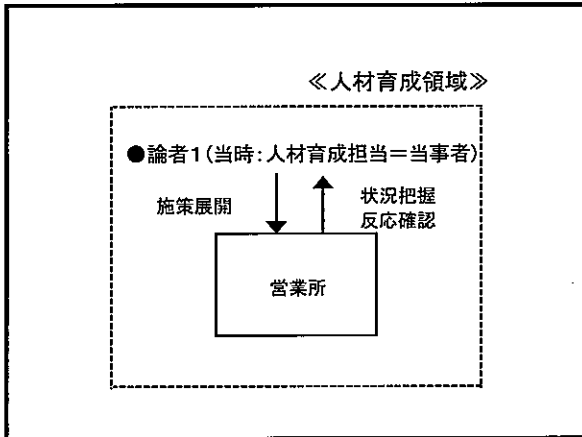 ≪人材育成領域≫
●論者1(当時:人材育成担当=当事者)
施策展開
状況把握
反応確認
営業所